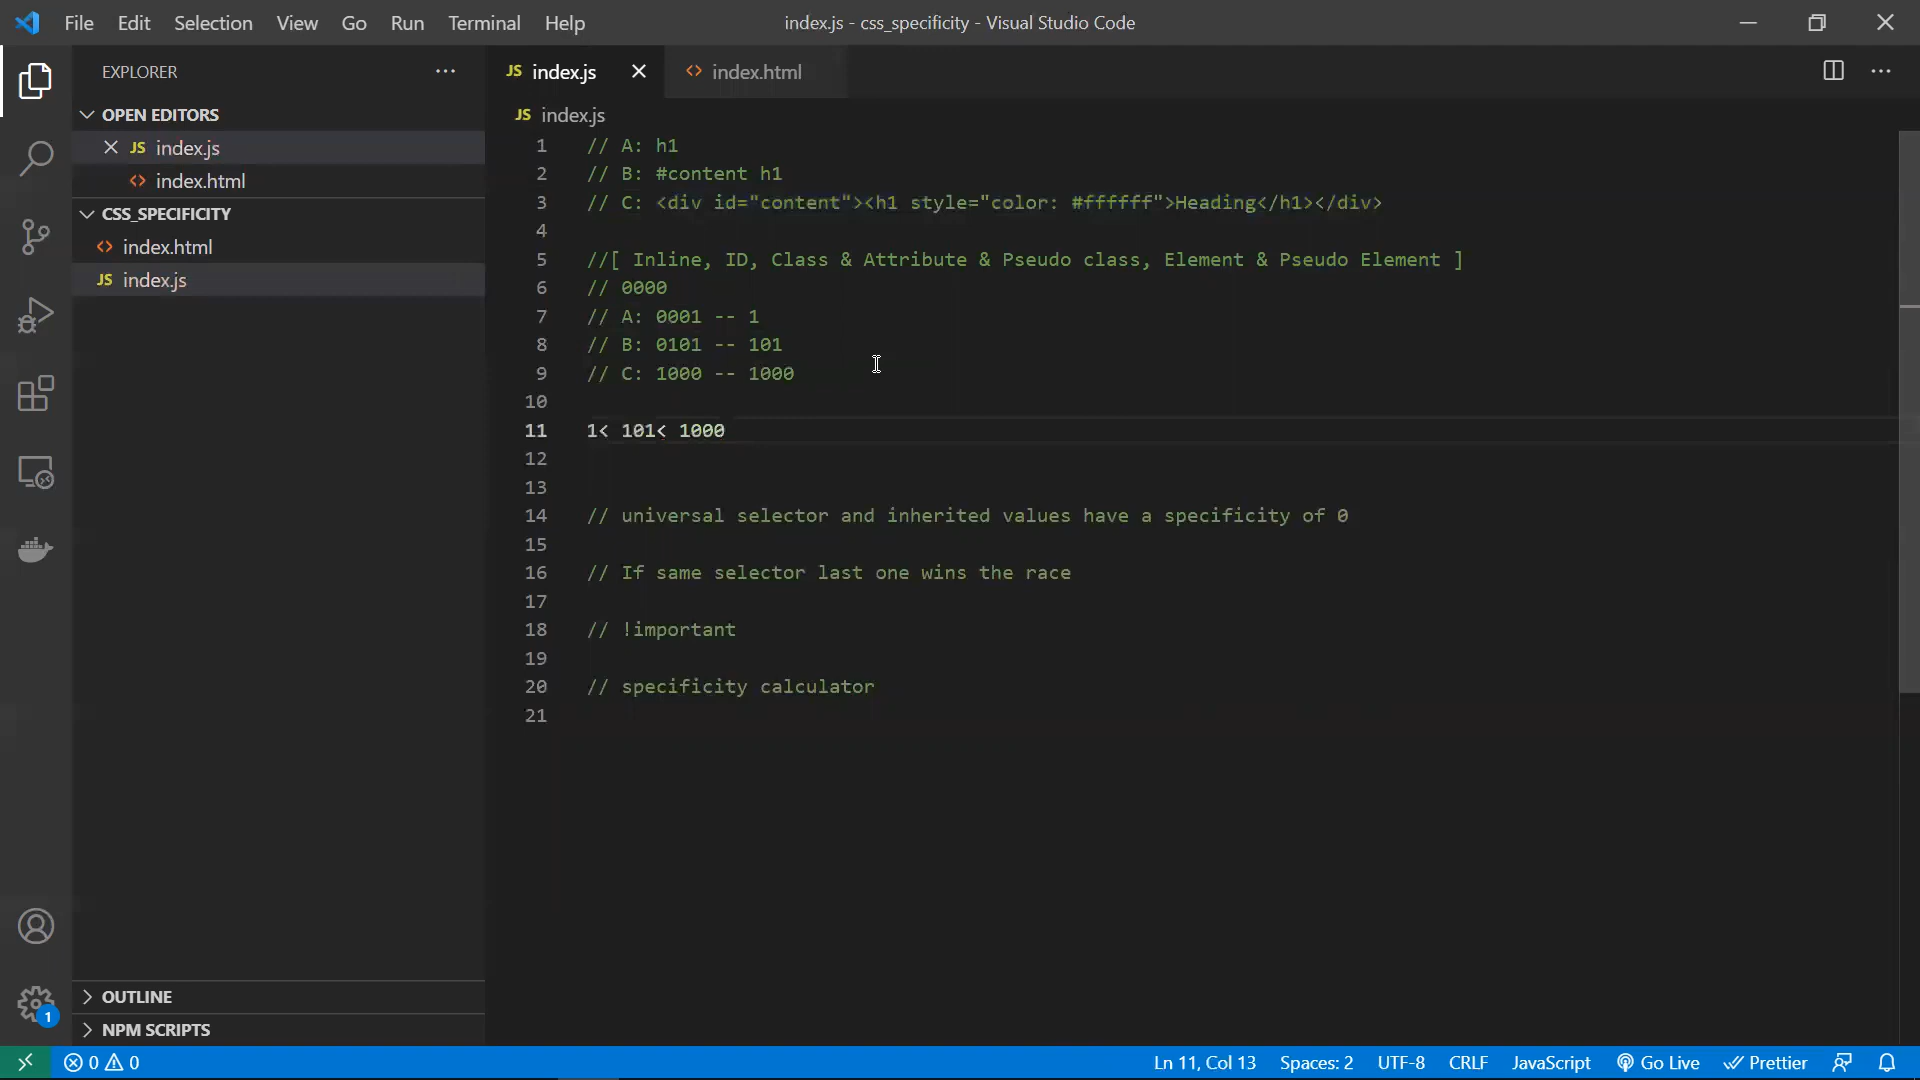 File Edit Selection View Go Run Terminal Help index.js - css_specificity - Visual Studio Code
EXPLORER
OPEN EDITORS
JS index.js
index.html
CSS_SPECIFICITY
index.html
JS index.js
OUTLINE
NPM SCRIPTS
JS index.js index.html
JS index.js
1 // A: h1
2 // B: #content h1
3 // C: <div id="content"><h1 style="color: #ffffff">Heading</h1></div>
4
5 //[ Inline, ID, Class & Attribute & Pseudo class, Element & Pseudo Element ]
6 // 0000
7 // A: 0001 -- 1
8 // B: 0101 -- 101
9 // C: 1000 -- 1000
10
11 1< 101< 1000
12
13
14 // universal selector and inherited values have a specificity of 0
15
16 // If same selector last one wins the race
17
18 // !important
19
20 // specificity calculator
21
1
0 0 Ln 11, Col 13 Spaces: 2 UTF-8 CRLF JavaScript Go Live Prettier